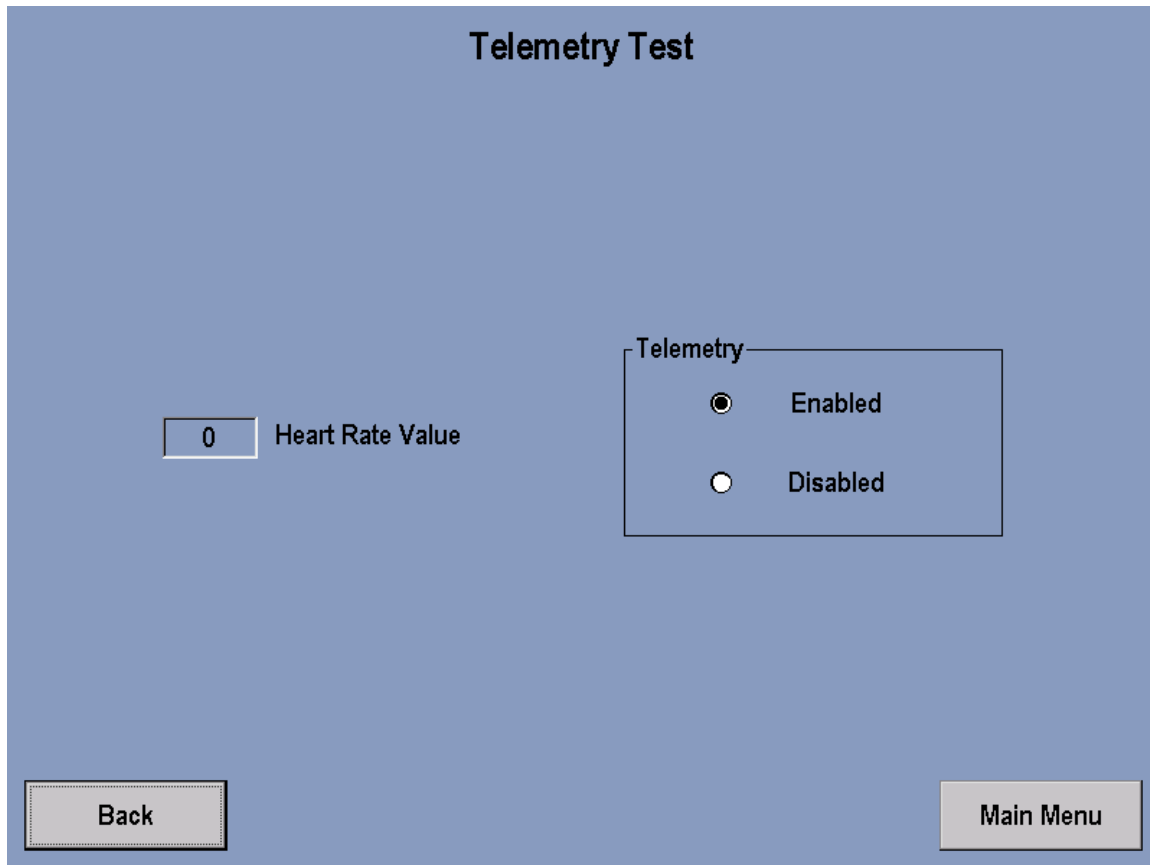 Telemetry Test
Telemetry
Enabled
0 Heart Rate Value
Disabled
Back
Main Menu